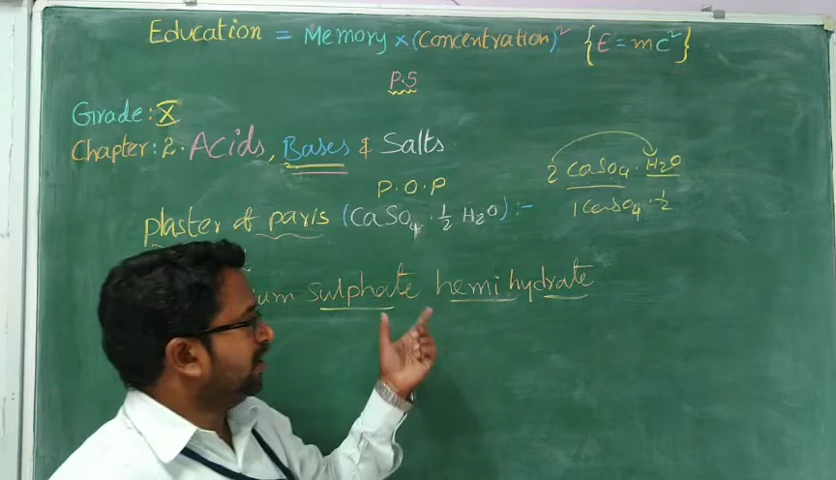 Education = Memory × (Concentration)² {E = mc²}
P.5
Grade : X
Chapter : 2. Acids, Bases & Salts
2 CaSO₄ · H₂O
P.O.P
1 CaSO₄ · ½
plaster of paris (CaSO₄ · ½ H₂O) :-
ium sulphate hemihydrate